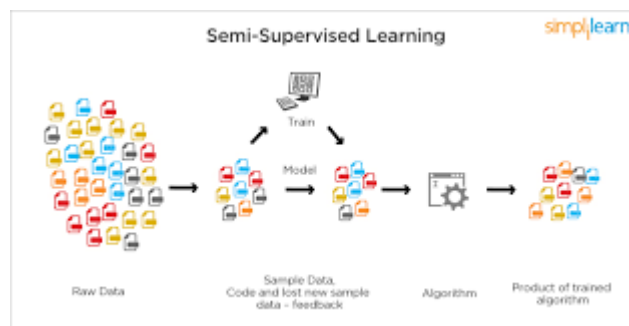 Semi-Supervised Learning
simplilearn
Train
Model
Raw Data
Sample Data,
Code and lost new sample
data - feedback
Algorithm
Product of trained
algorithm